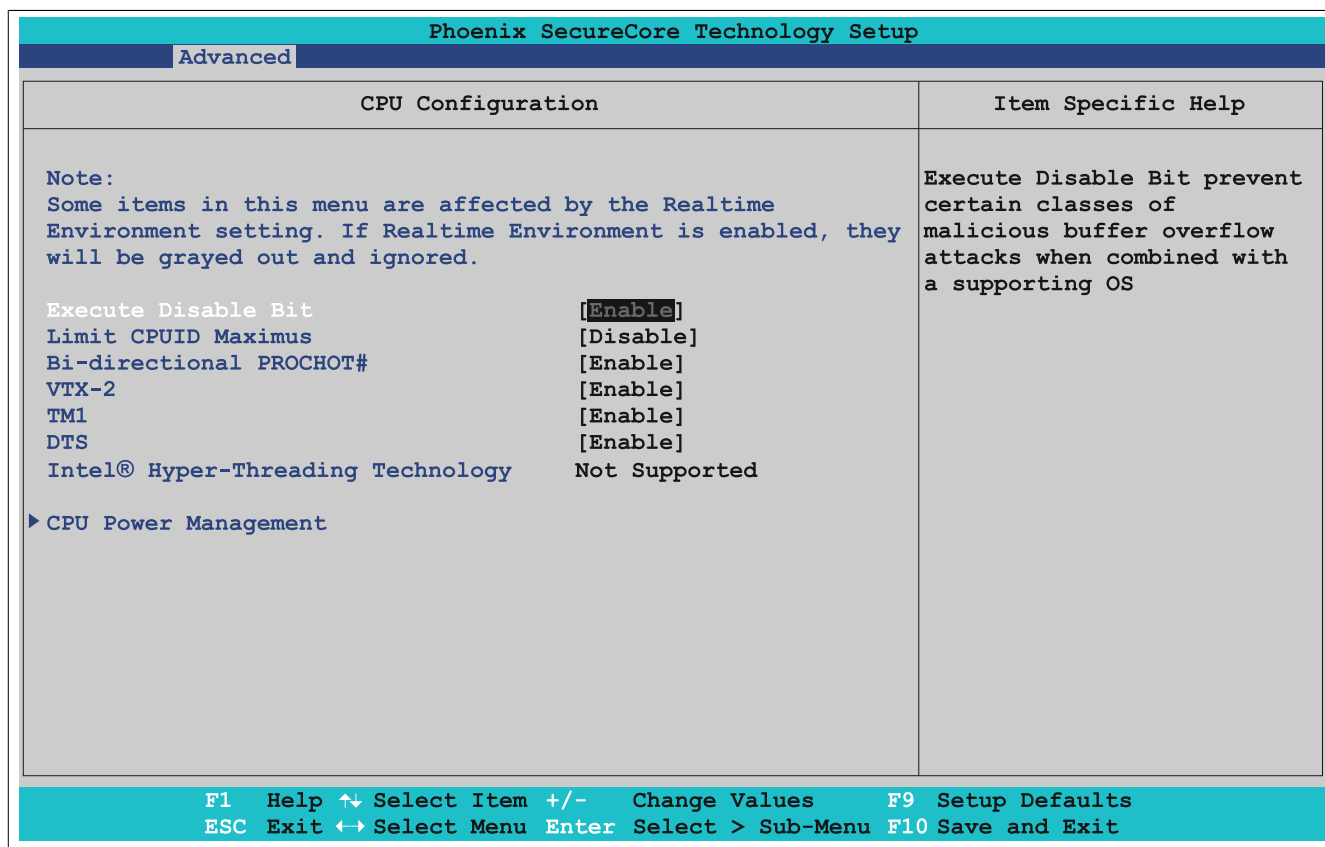 Phoenix SecureCore Technology Setup
Advanced
CPU Configuration
Item Specific Help
Note:
Some items in this menu are affected by the Realtime
Environment setting. If Realtime Environment is enabled, they
will be grayed out and ignored.
Execute Disable Bit [Enable]
Limit CPUID Maximus [Disable]
Bi-directional PROCHOT# [Enable]
VTX-2 [Enable]
TM1 [Enable]
DTS [Enable]
Intel® Hyper-Threading Technology Not Supported
CPU Power Management
Execute Disable Bit prevent
certain classes of
malicious buffer overflow
attacks when combined with
a supporting OS
F1 Help ↑↓ Select Item +/- Change Values F9 Setup Defaults
ESC Exit ←→ Select Menu Enter Select > Sub-Menu F10 Save and Exit